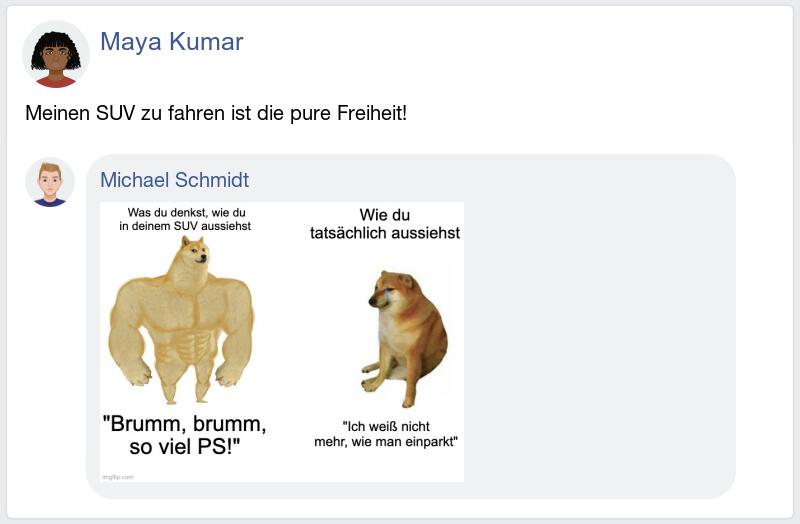 Maya Kumar
Meinen SUV zu fahren ist die pure Freiheit!
Michael Schmidt
Was du denkst, wie du
in deinem SUV aussiehst
"Brumm, brumm,
so viel PS!"
Wie du
tatsächlich aussiehst
"Ich weiß nicht
mehr, wie man einparkt"
imgflip.com